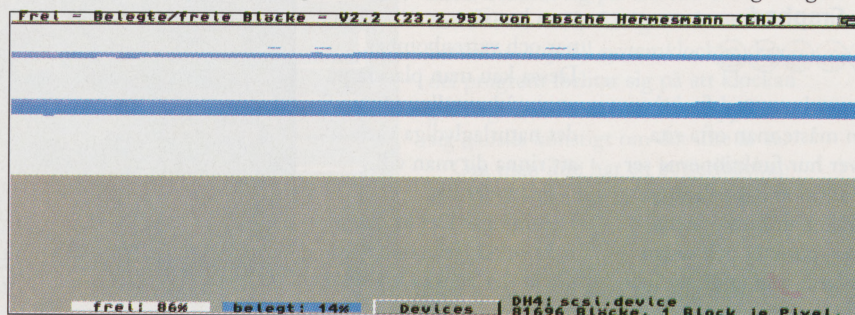 Frei - Belegte/freie Blöcke - V2.2 (23.2.95) von Ebsche Hermesmann (EHJ)
frei: 86%
belegt: 14%
Devices
DH4: scsi.device
81696 Blöcke, 1 Block je Pixel.